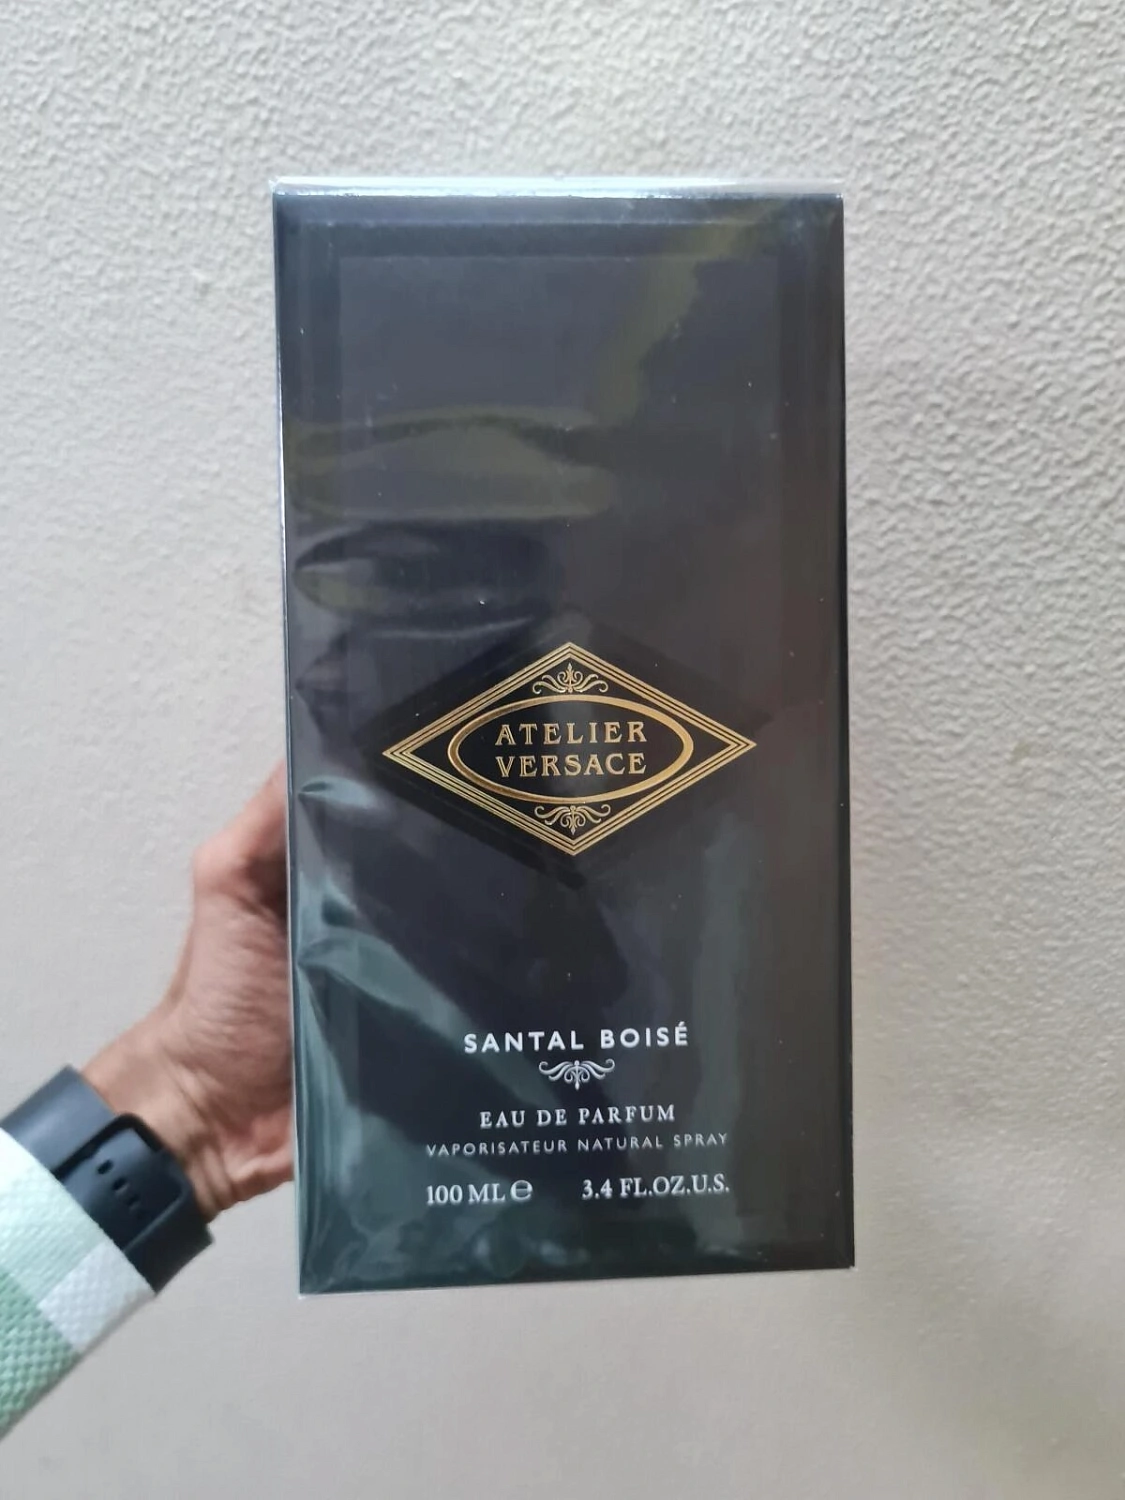 ATELIER
VERSACE
SANTAL BOISÉ
EAU DE PARFUM
VAPORISATEUR NATURAL SPRAY
100 ML ℮ 3.4 FL.OZ.U.S.